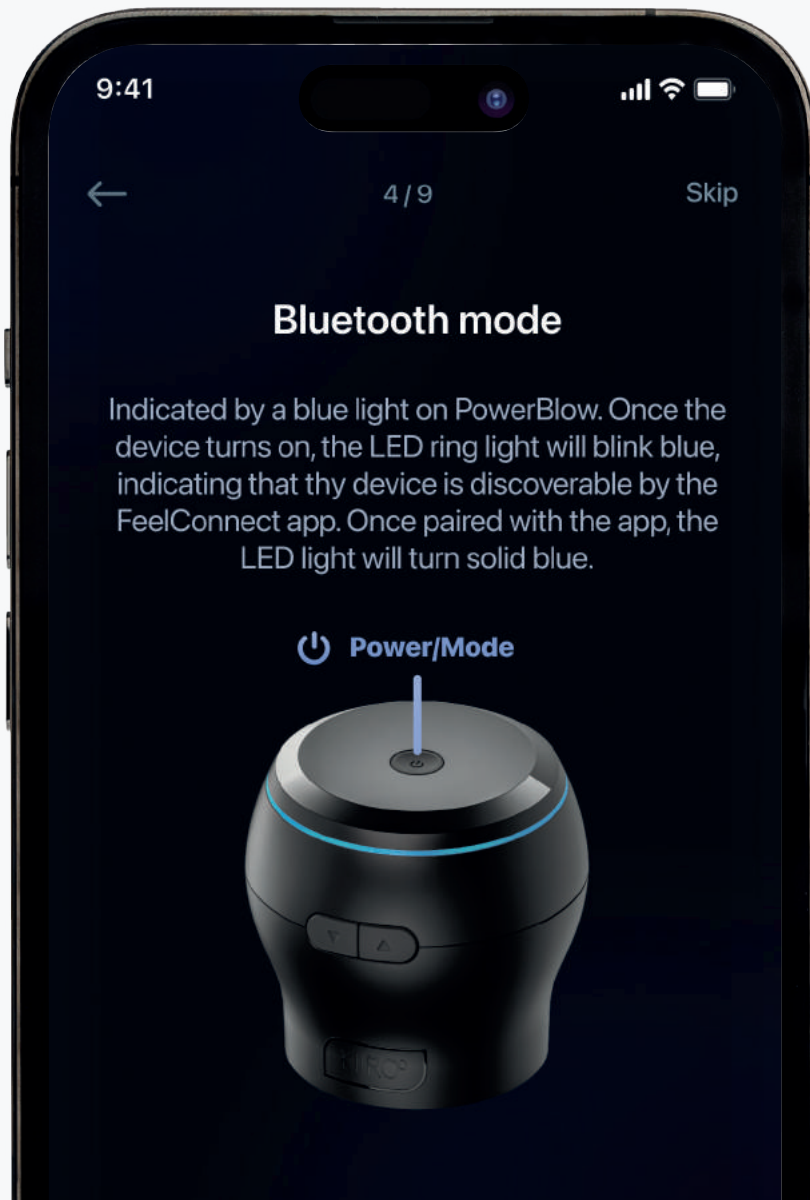 9:41
4/9
Skip
Bluetooth mode
Indicated by a blue light on PowerBlow. Once the
device turns on, the LED ring light will blink blue,
indicating that thy device is discoverable by the
FeelConnect app. Once paired with the app, the
LED light will turn solid blue.
Power/Mode